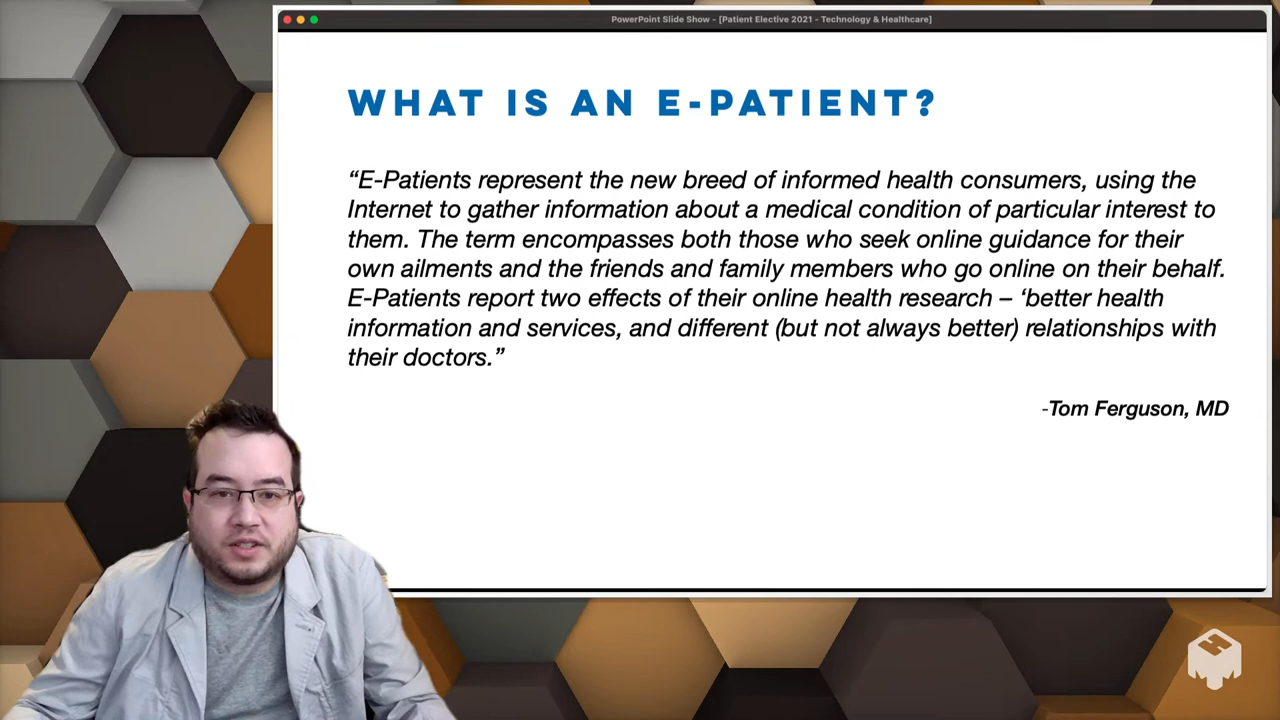 PowerPoint Slide Show - [Patient Elective 2021 - Technology & Healthcare]
WHAT IS AN E-PATIENT?
“E-Patients represent the new breed of informed health consumers, using the
Internet to gather information about a medical condition of particular interest to
them. The term encompasses both those who seek online guidance for their
own ailments and the friends and family members who go online on their behalf.
E-Patients report two effects of their online health research – ‘better health
information and services, and different (but not always better) relationships with
their doctors.”
-Tom Ferguson, MD